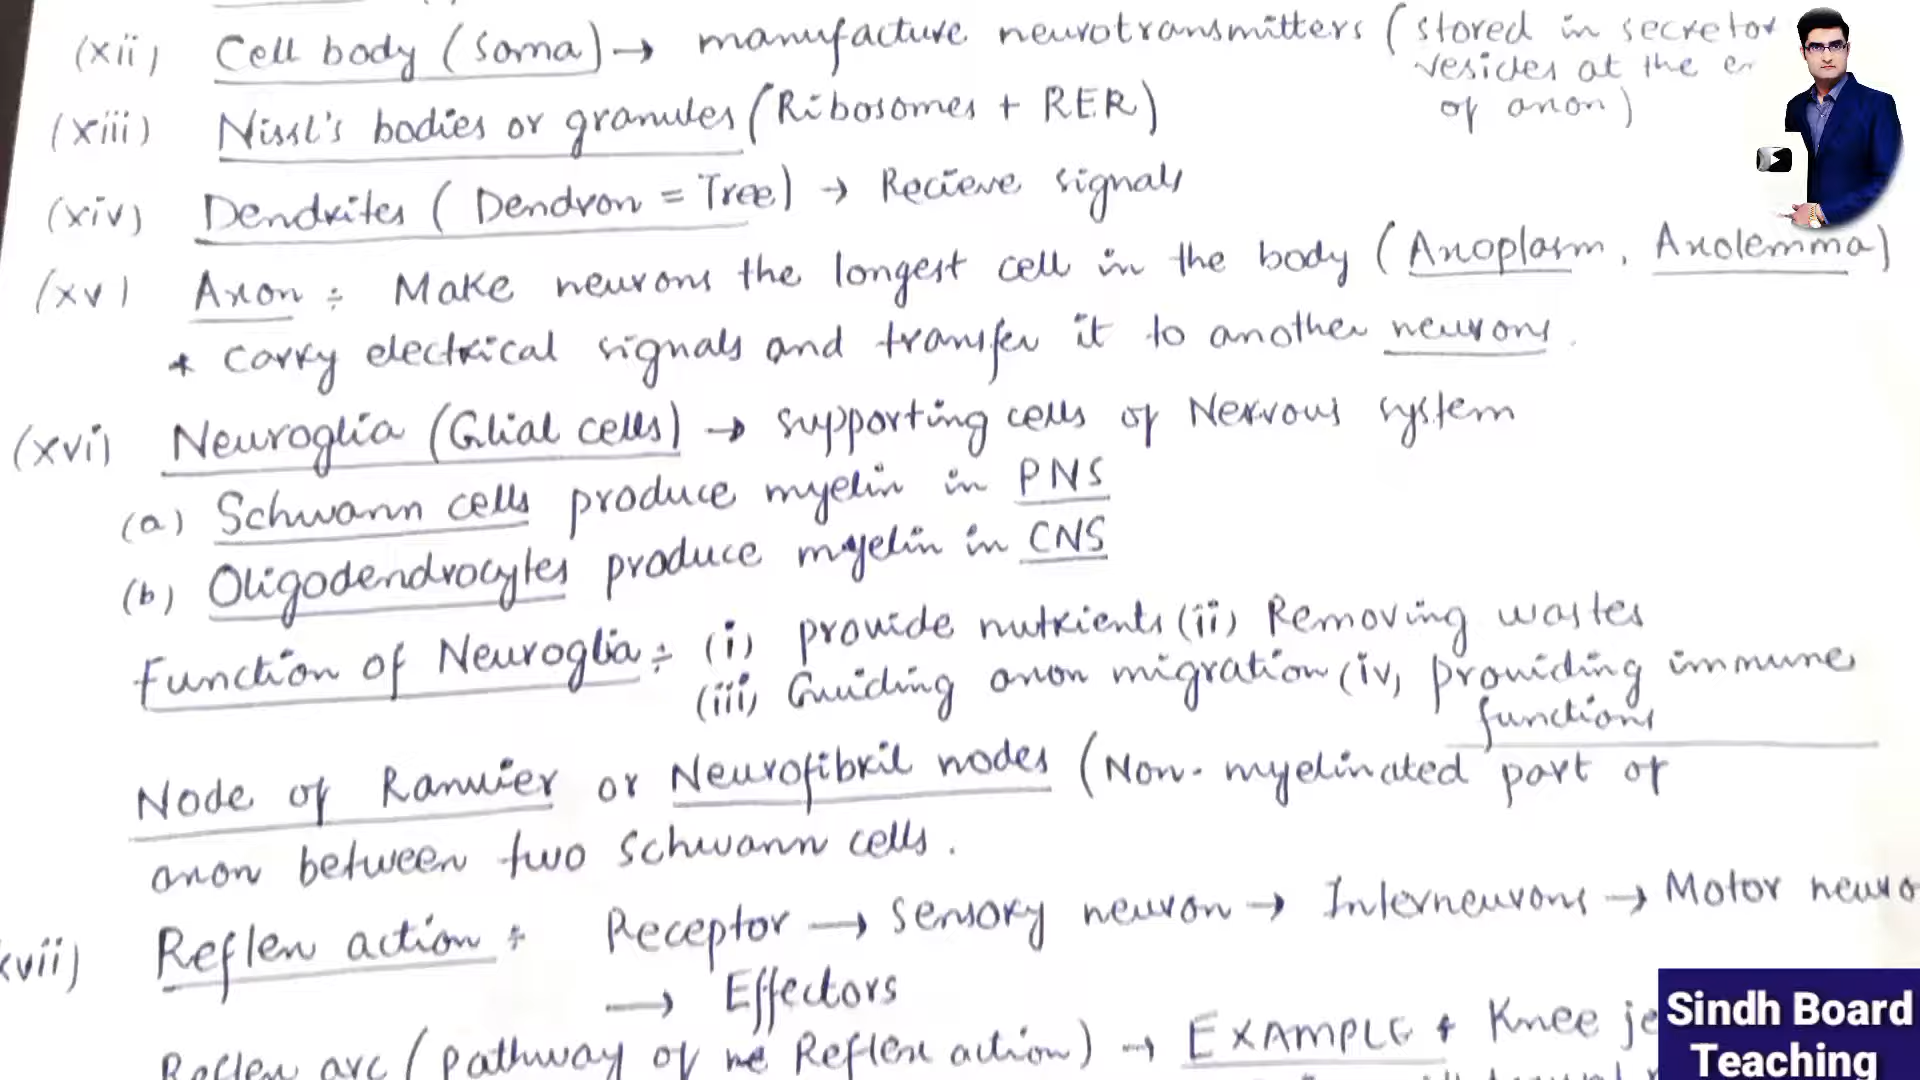 (xii) Cell body (Soma) → manufacture neurotransmitters (stored in secretor
vesicles at the en
of axon)
(xiii) Nissl's bodies or granules (Ribosomes + RER)
(xiv) Dendrites (Dendron = Tree) → Recieve signals
(xv) Axon ÷ Make neurons the longest cell in the body (Axoplasm, Axolemma)
* Carry electrical signals and transfer it to another neurons.
(xvi) Neuroglia (Glial cells) → supporting cells of Nervous system
(a) Schwann cells produce myelin in PNS
(b) Oligodendrocytes produce myelin in CNS
Function of Neuroglia ÷ (i) provide nutrients (ii) Removing wastes
(iii) Guiding axon migration (iv) providing immune
functions
Node of Ranvier or Neurofibril nodes (Non-myelinated part of
axon between two Schwann cells.
xvii) Reflex action ÷ Receptor → Sensory neuron → Interneurons → Motor neuro
→ Effectors
Reflex arc (pathway of Reflex action) → EXAMPLE Knee je
Sindh Board
Teaching